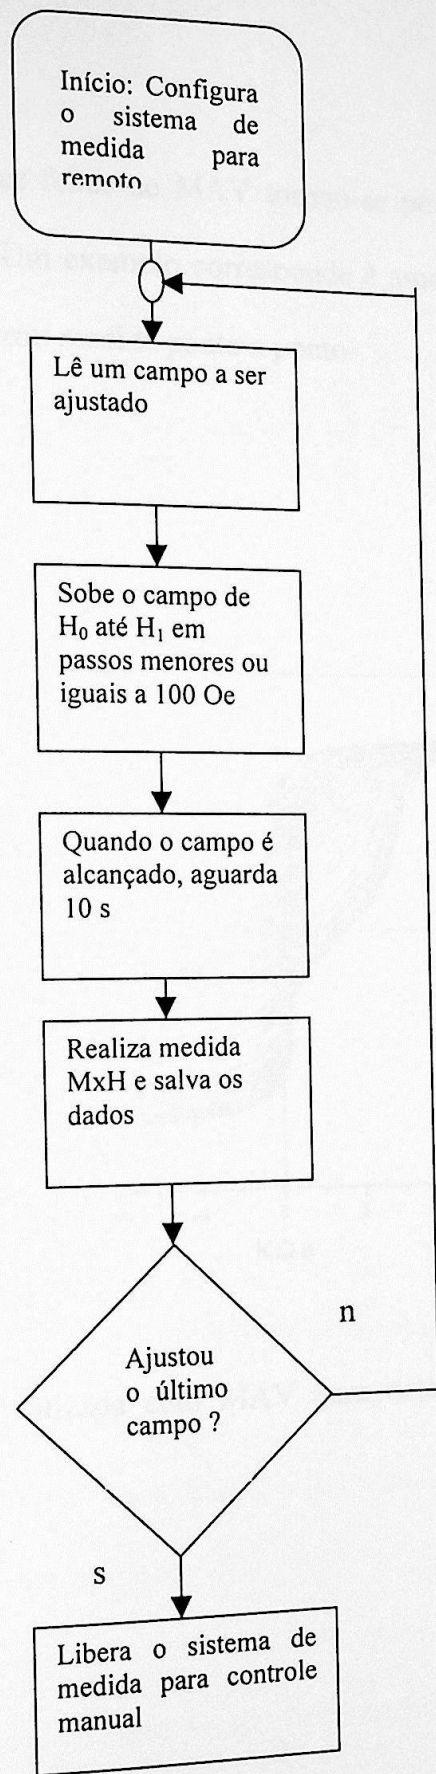 Início: Configura
o sistema de
medida para
remoto
Lê um campo a ser
ajustado
Sobe o campo de
H₀ até H₁ em
passos menores ou
iguais a 100 Oe
Quando o campo é
alcançado, aguarda
10 s
Realiza medida
MxH e salva os
dados
n
Ajustou
o último
campo ?
s
Libera o sistema de
medida para controle
manual